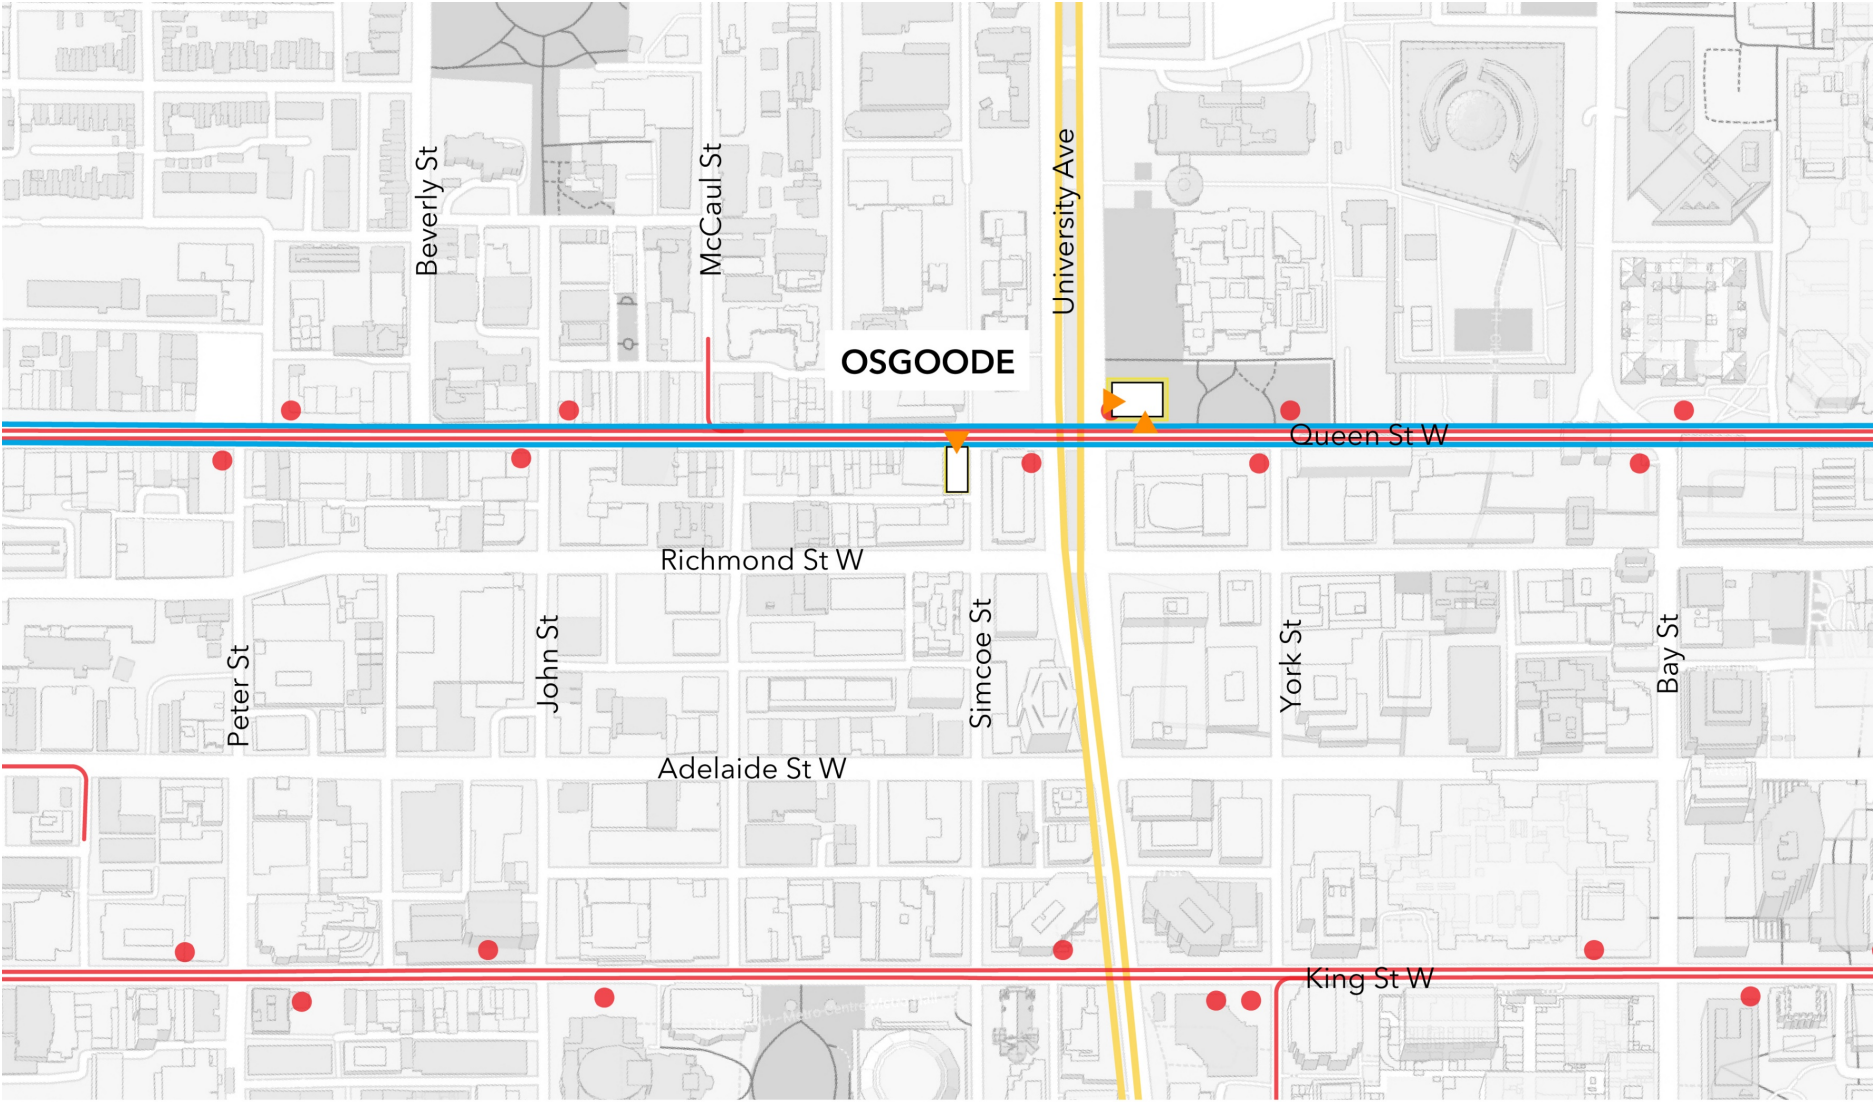 Beverly St
McCaul St
University Ave
OSGOODE
Queen St W
Richmond St W
Peter St
John St
Simcoe St
York St
Bay St
Adelaide St W
King St W